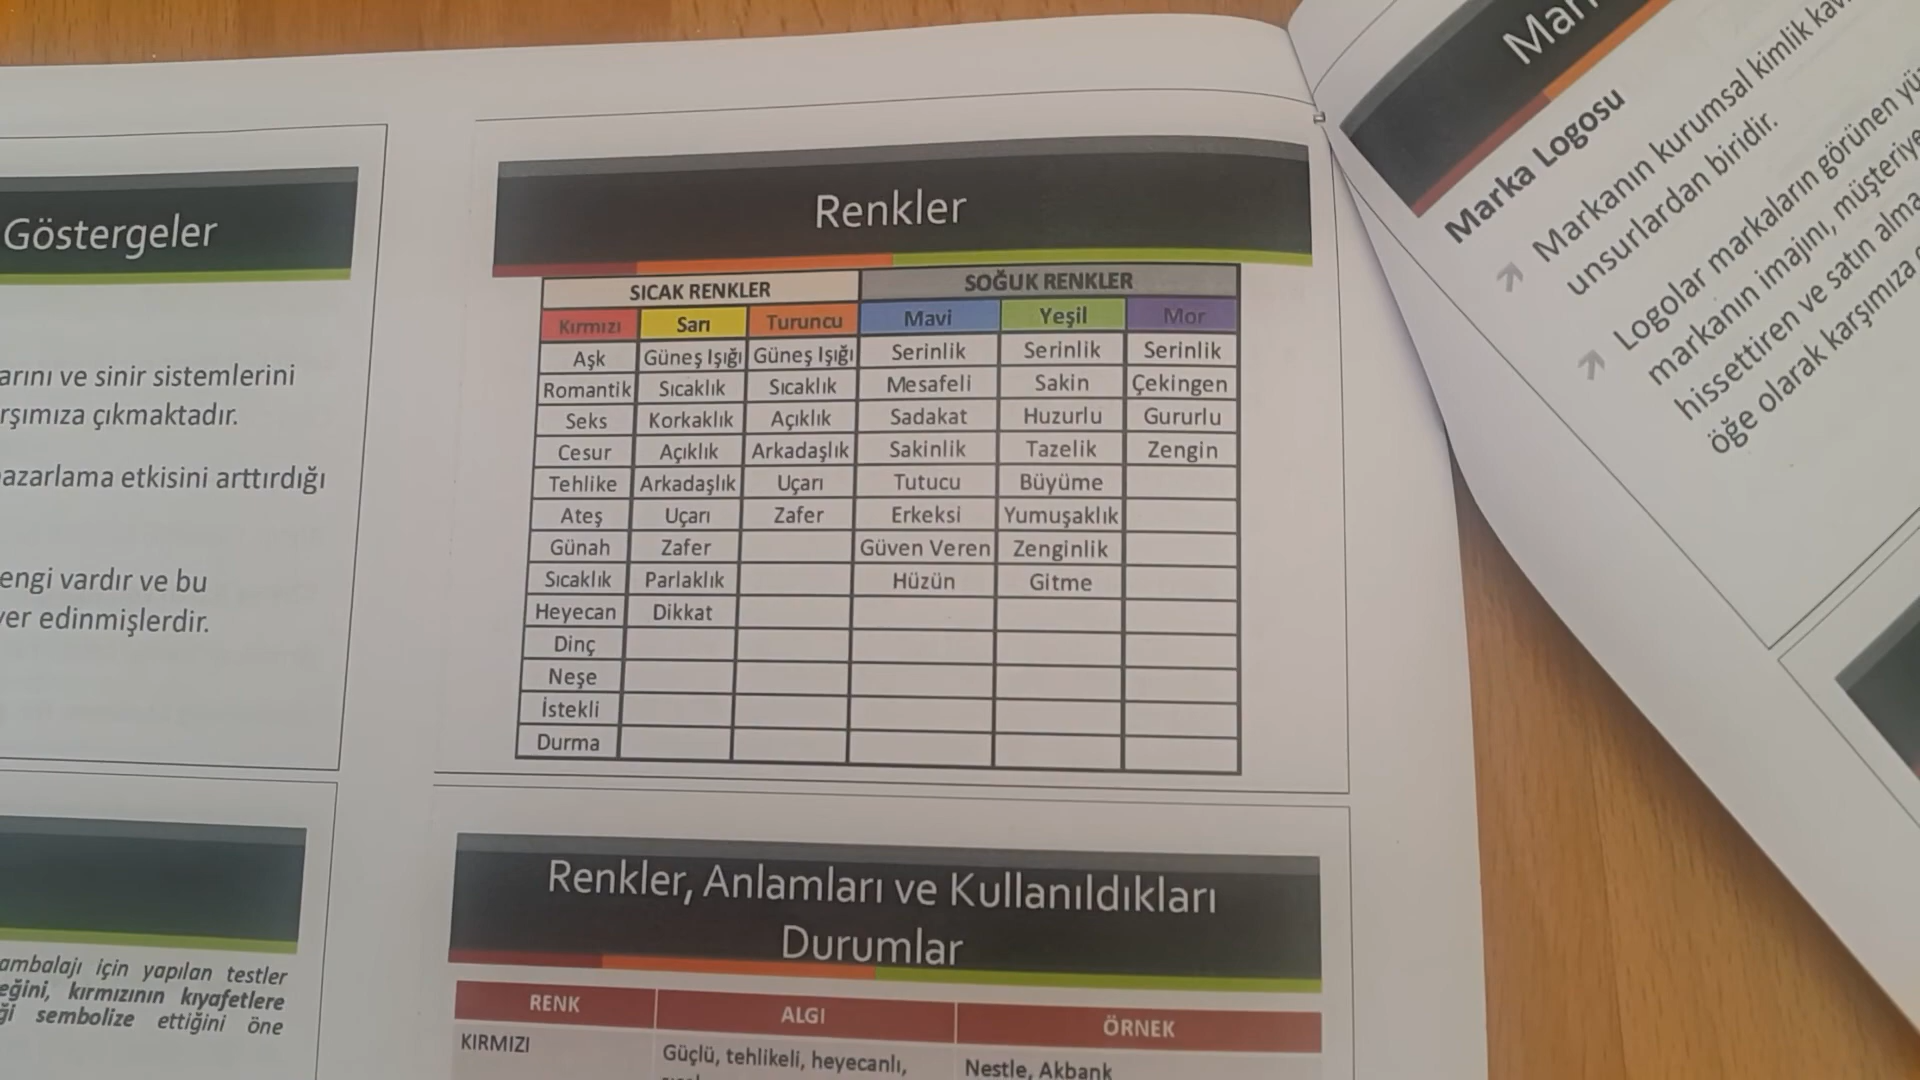 Göstergeler
arını ve sinir sistemlerini
rşımıza çıkmaktadır.
pazarlama etkisini arttırdığı
engi vardır ve bu
yer edinmişlerdir.
ambalajı için yapılan testler
eğini, kırmızının kıyafetlere
ği sembolize ettiğini öne
Renkler
SICAK RENKLER SOĞUK RENKLER
Kırmızı Sarı Turuncu Mavi Yeşil Mor
Aşk Güneş Işığı Güneş Işığı Serinlik Serinlik Serinlik
Romantik Sıcaklık Sıcaklık Mesafeli Sakin Çekingen
Seks Korkaklık Açıklık Sadakat Huzurlu Gururlu
Cesur Açıklık Arkadaşlık Sakinlik Tazelik Zengin
Tehlike Arkadaşlık Uçarı Tutucu Büyüme
Ateş Uçarı Zafer Erkeksi Yumuşaklık
Günah Zafer Güven Veren Zenginlik
Sıcaklık Parlaklık Hüzün Gitme
Heyecan Dikkat
Dinç
Neşe
İstekli
Durma
Renkler, Anlamları ve Kullanıldıkları
Durumlar
RENK ALGI ÖRNEK
KIRMIZI Güçlü, tehlikeli, heyecanlı, Nestle, Akbank
Mar
Marka Logosu
Markanın kurumsal kimlik kav
unsurlardan biridir.
Logolar markaların görünen yü
markanın imajını, müşteriye
hissettiren ve satın alma
öğe olarak karşımıza